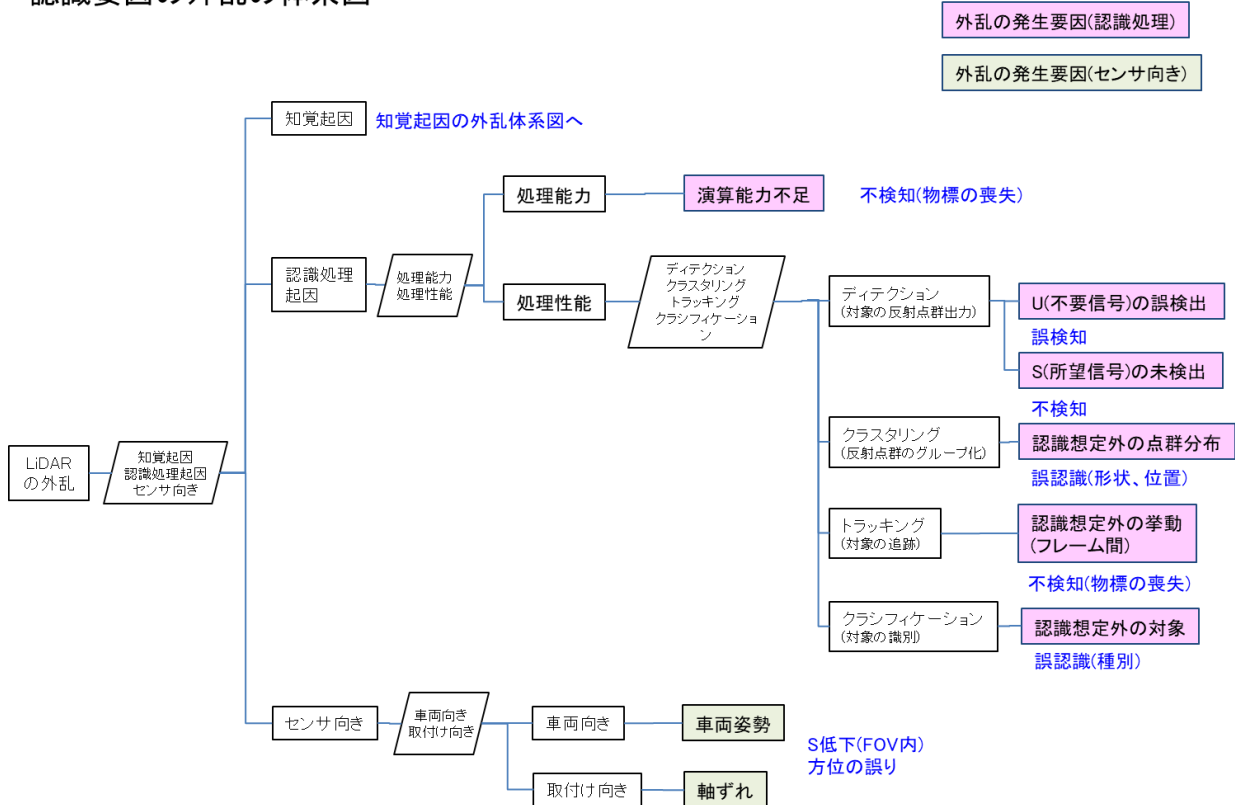 認識要因の外乱の体系図
外乱の発生要因(認識処理)
外乱の発生要因(センサ向き)
知覚起因
知覚起因の外乱体系図へ
処理能力
演算能力不足
不検知(物標の喪失)
認識処理
起因
処理能力
処理性能
処理性能
ディテクション
クラスタリング
トラッキング
クラシフィケーショ
ン
ディテクション
(対象の反射点群出力)
U(不要信号)の誤検出
誤検知
S(所望信号)の未検出
不検知
クラスタリング
(反射点群のグループ化)
認識想定外の点群分布
誤認識(形状、位置)
LiDAR
の外乱
知覚起因
認識処理起因
センサ向き
トラッキング
(対象の追跡)
認識想定外の挙動
(フレーム間)
不検知(物標の喪失)
クラシフィケーション
(対象の識別)
認識想定外の対象
誤認識(種別)
センサ向き
車両向き
取付け向き
車両向き
車両姿勢
S低下(FOV内)
方位の誤り
取付け向き
軸ずれ